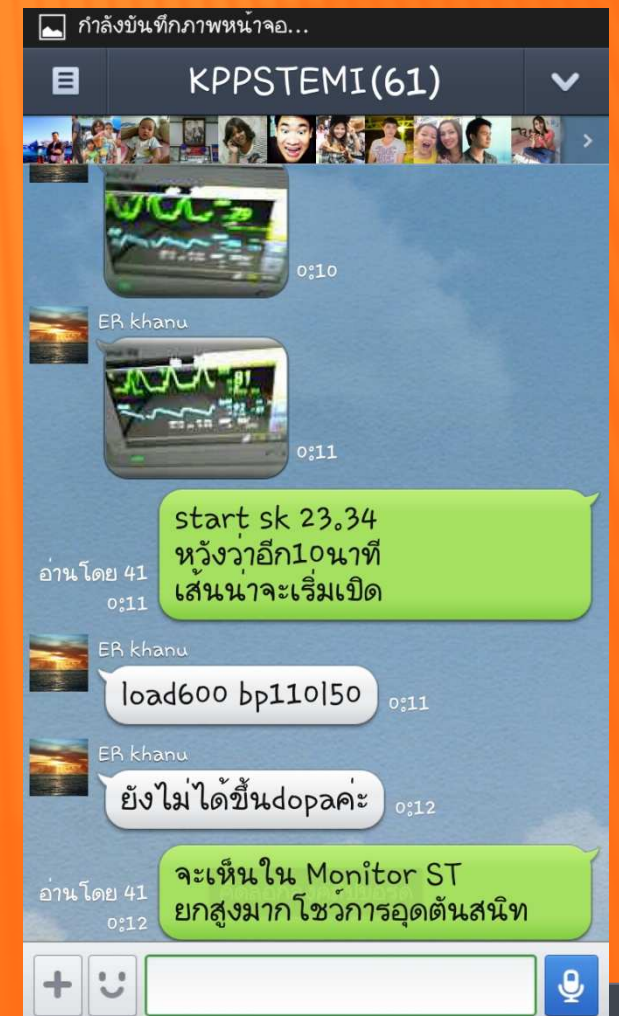 กำลังบันทึกภาพหน้าจอ...
KPPSTEMI(61)
0:10
ER khanu
81
0:11
start sk 23.34
หวังว่าอีก10นาที
เส้นน่าจะเริ่มเปิด
อ่านโดย 41
0:11
ER khanu
load600 bp110l50
0:11
ER khanu
ยังไม่ได้ขึ้นdopaค่ะ
0:12
จะเห็นใน Monitor ST
ยกสูงมากโชว์การอุดตันสนิท
อ่านโดย 41
0:12